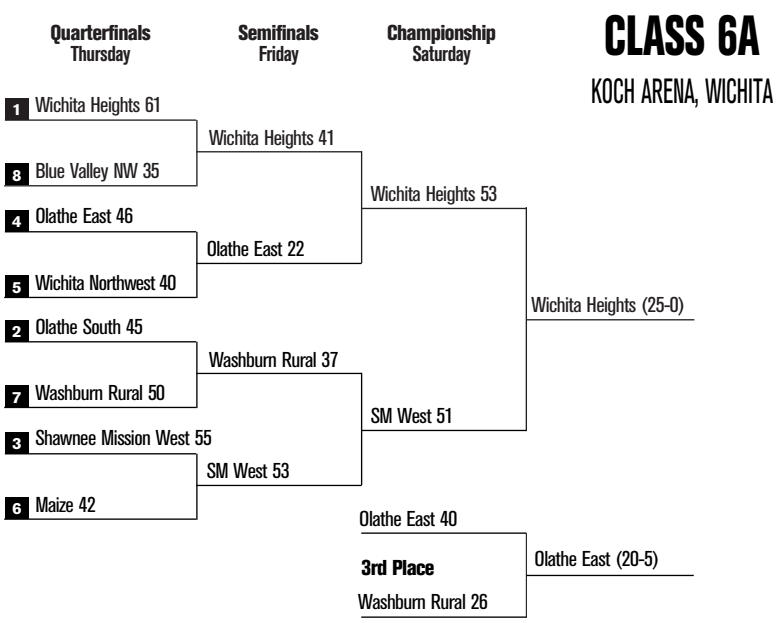 Quarterfinals
Thursday
Semifinals
Friday
Championship
Saturday
CLASS 6A
KOCH ARENA, WICHITA
1 Wichita Heights 61
8 Blue Valley NW 35
4 Olathe East 46
5 Wichita Northwest 40
2 Olathe South 45
7 Washburn Rural 50
3 Shawnee Mission West 55
6 Maize 42
Wichita Heights 41
Olathe East 22
Washburn Rural 37
SM West 53
Wichita Heights 53
SM West 51
Wichita Heights (25-0)
Olathe East 40
3rd Place
Washburn Rural 26
Olathe East (20-5)